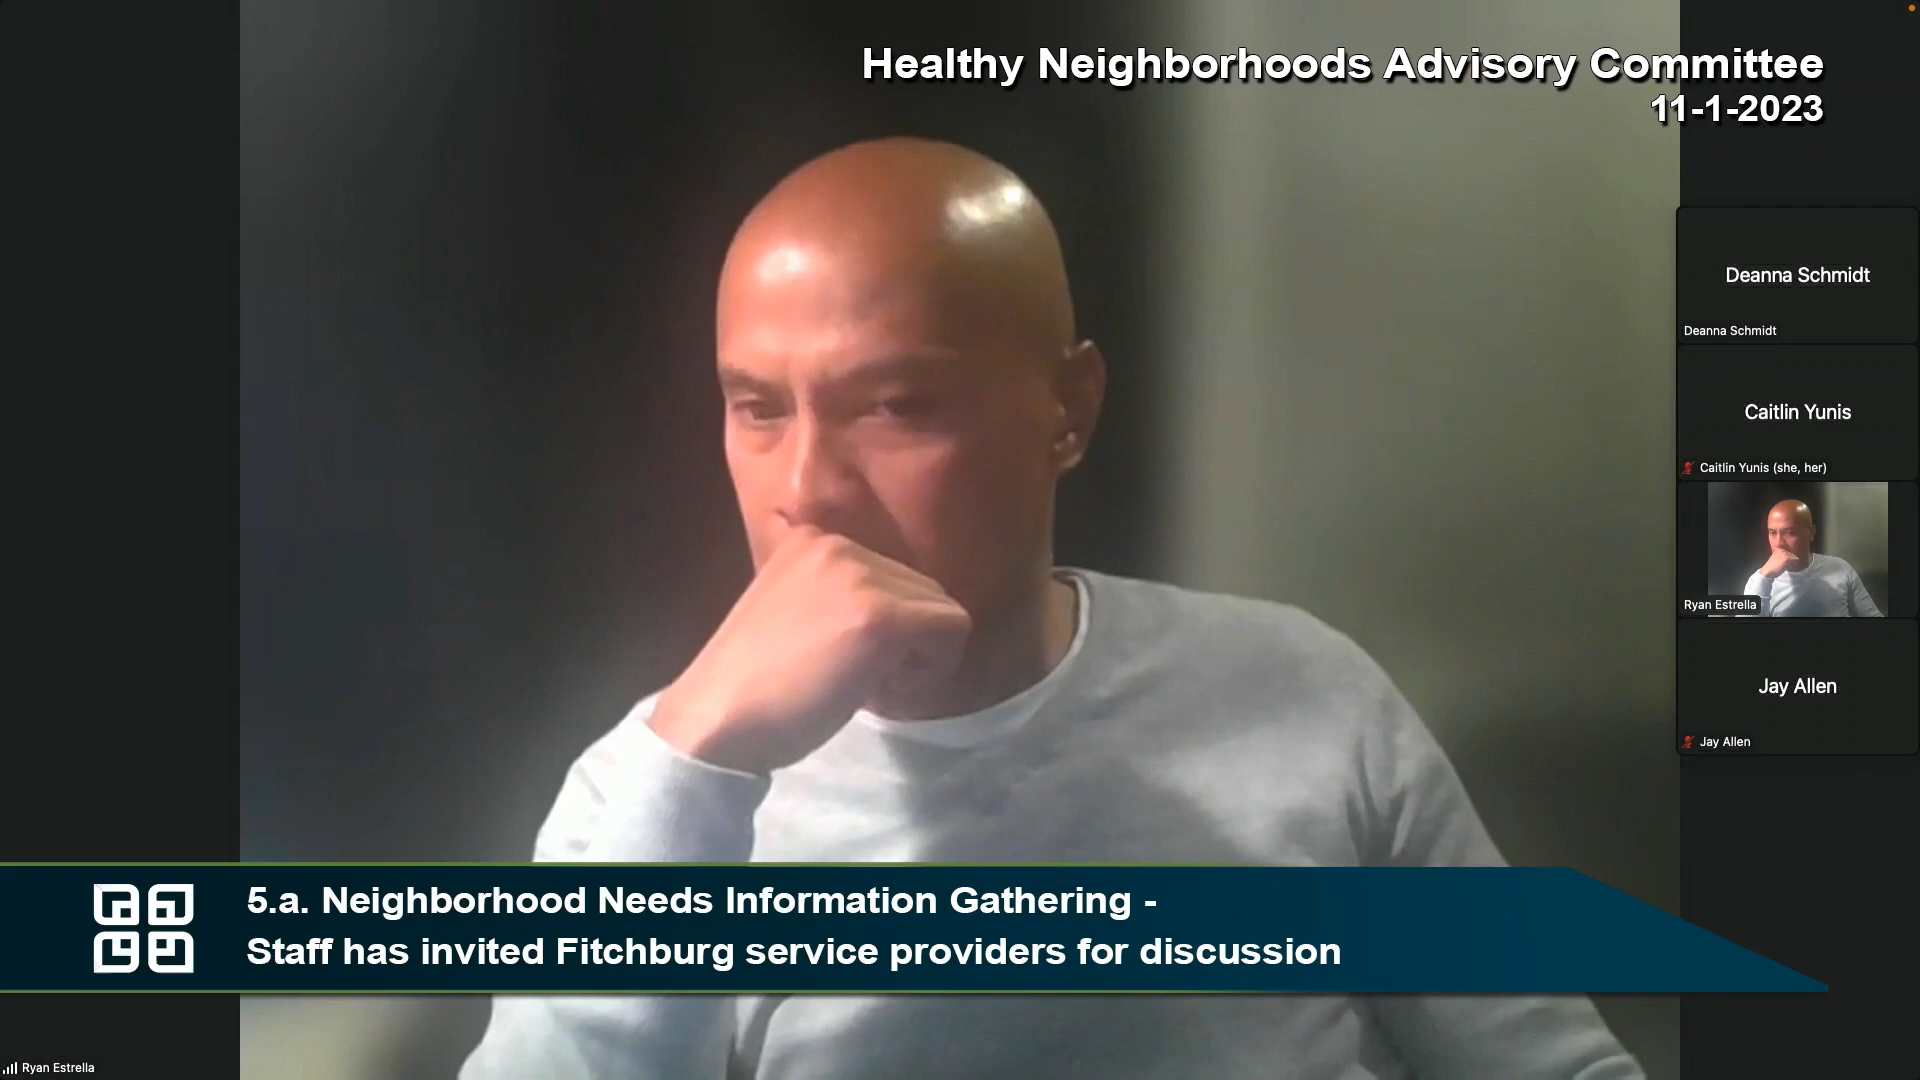 Healthy Neighborhoods Advisory Committee
11-1-2023
Deanna Schmidt
Deanna Schmidt
Caitlin Yunis
Caitlin Yunis (she, her)
Ryan Estrella
Jay Allen
Jay Allen
5.a. Neighborhood Needs Information Gathering -
Staff has invited Fitchburg service providers for discussion
Ryan Estrella